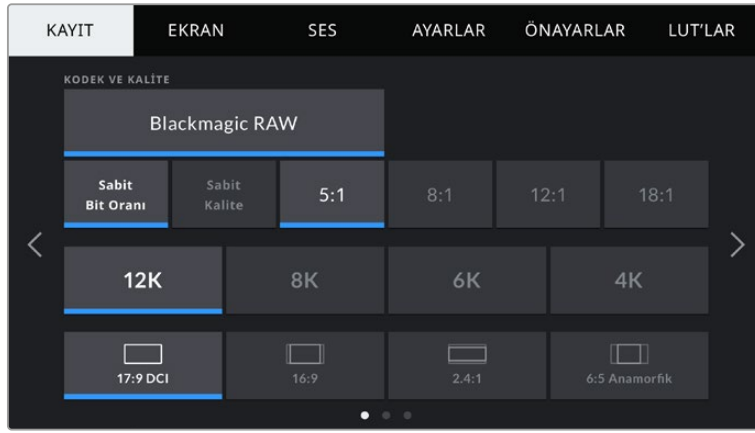 KAYIT EKRAN SES AYARLAR ÖNAYARLAR LUT'LAR
KODEK VE KALİTE
Blackmagic RAW
Sabit Bit Oranı
Sabit Kalite
5:1 8:1 12:1 18:1
12K 8K 6K 4K
17:9 DCI 16:9 2.4:1 6:5 Anamorfik